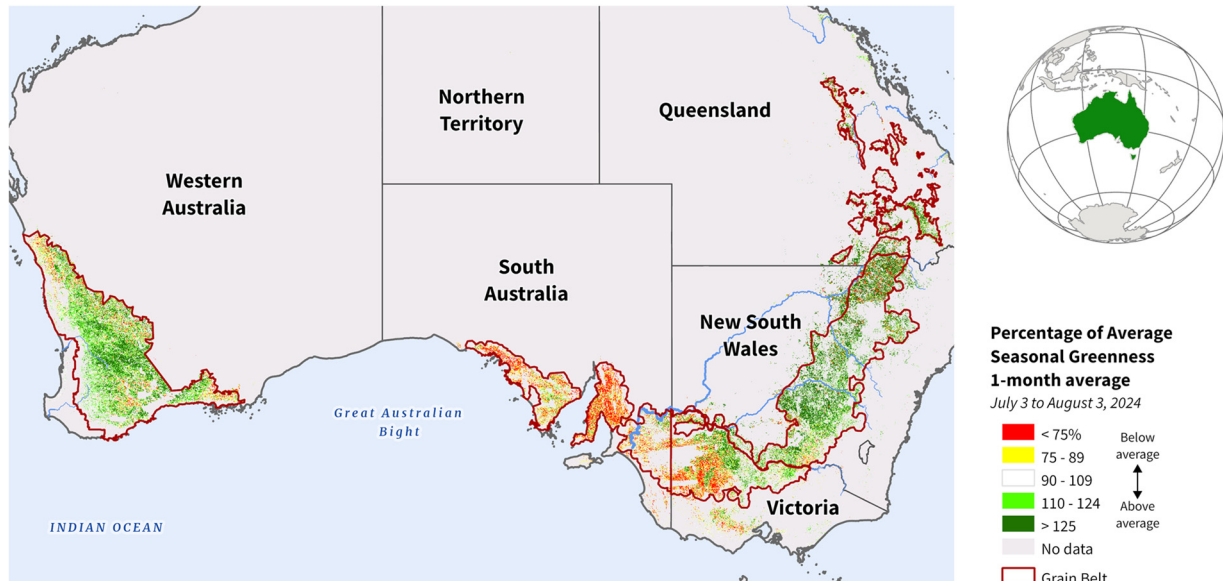 Northern
Territory
Queensland
Western
Australia
South
Australia
New South
Wales
Great Australian
Bight
Victoria
INDIAN OCEAN
Percentage of Average
Seasonal Greenness
1-month average
July 3 to August 3, 2024
< 75%
75 - 89
90 - 109
110 - 124
> 125
No data
Grain Belt
Below
average
Above
average